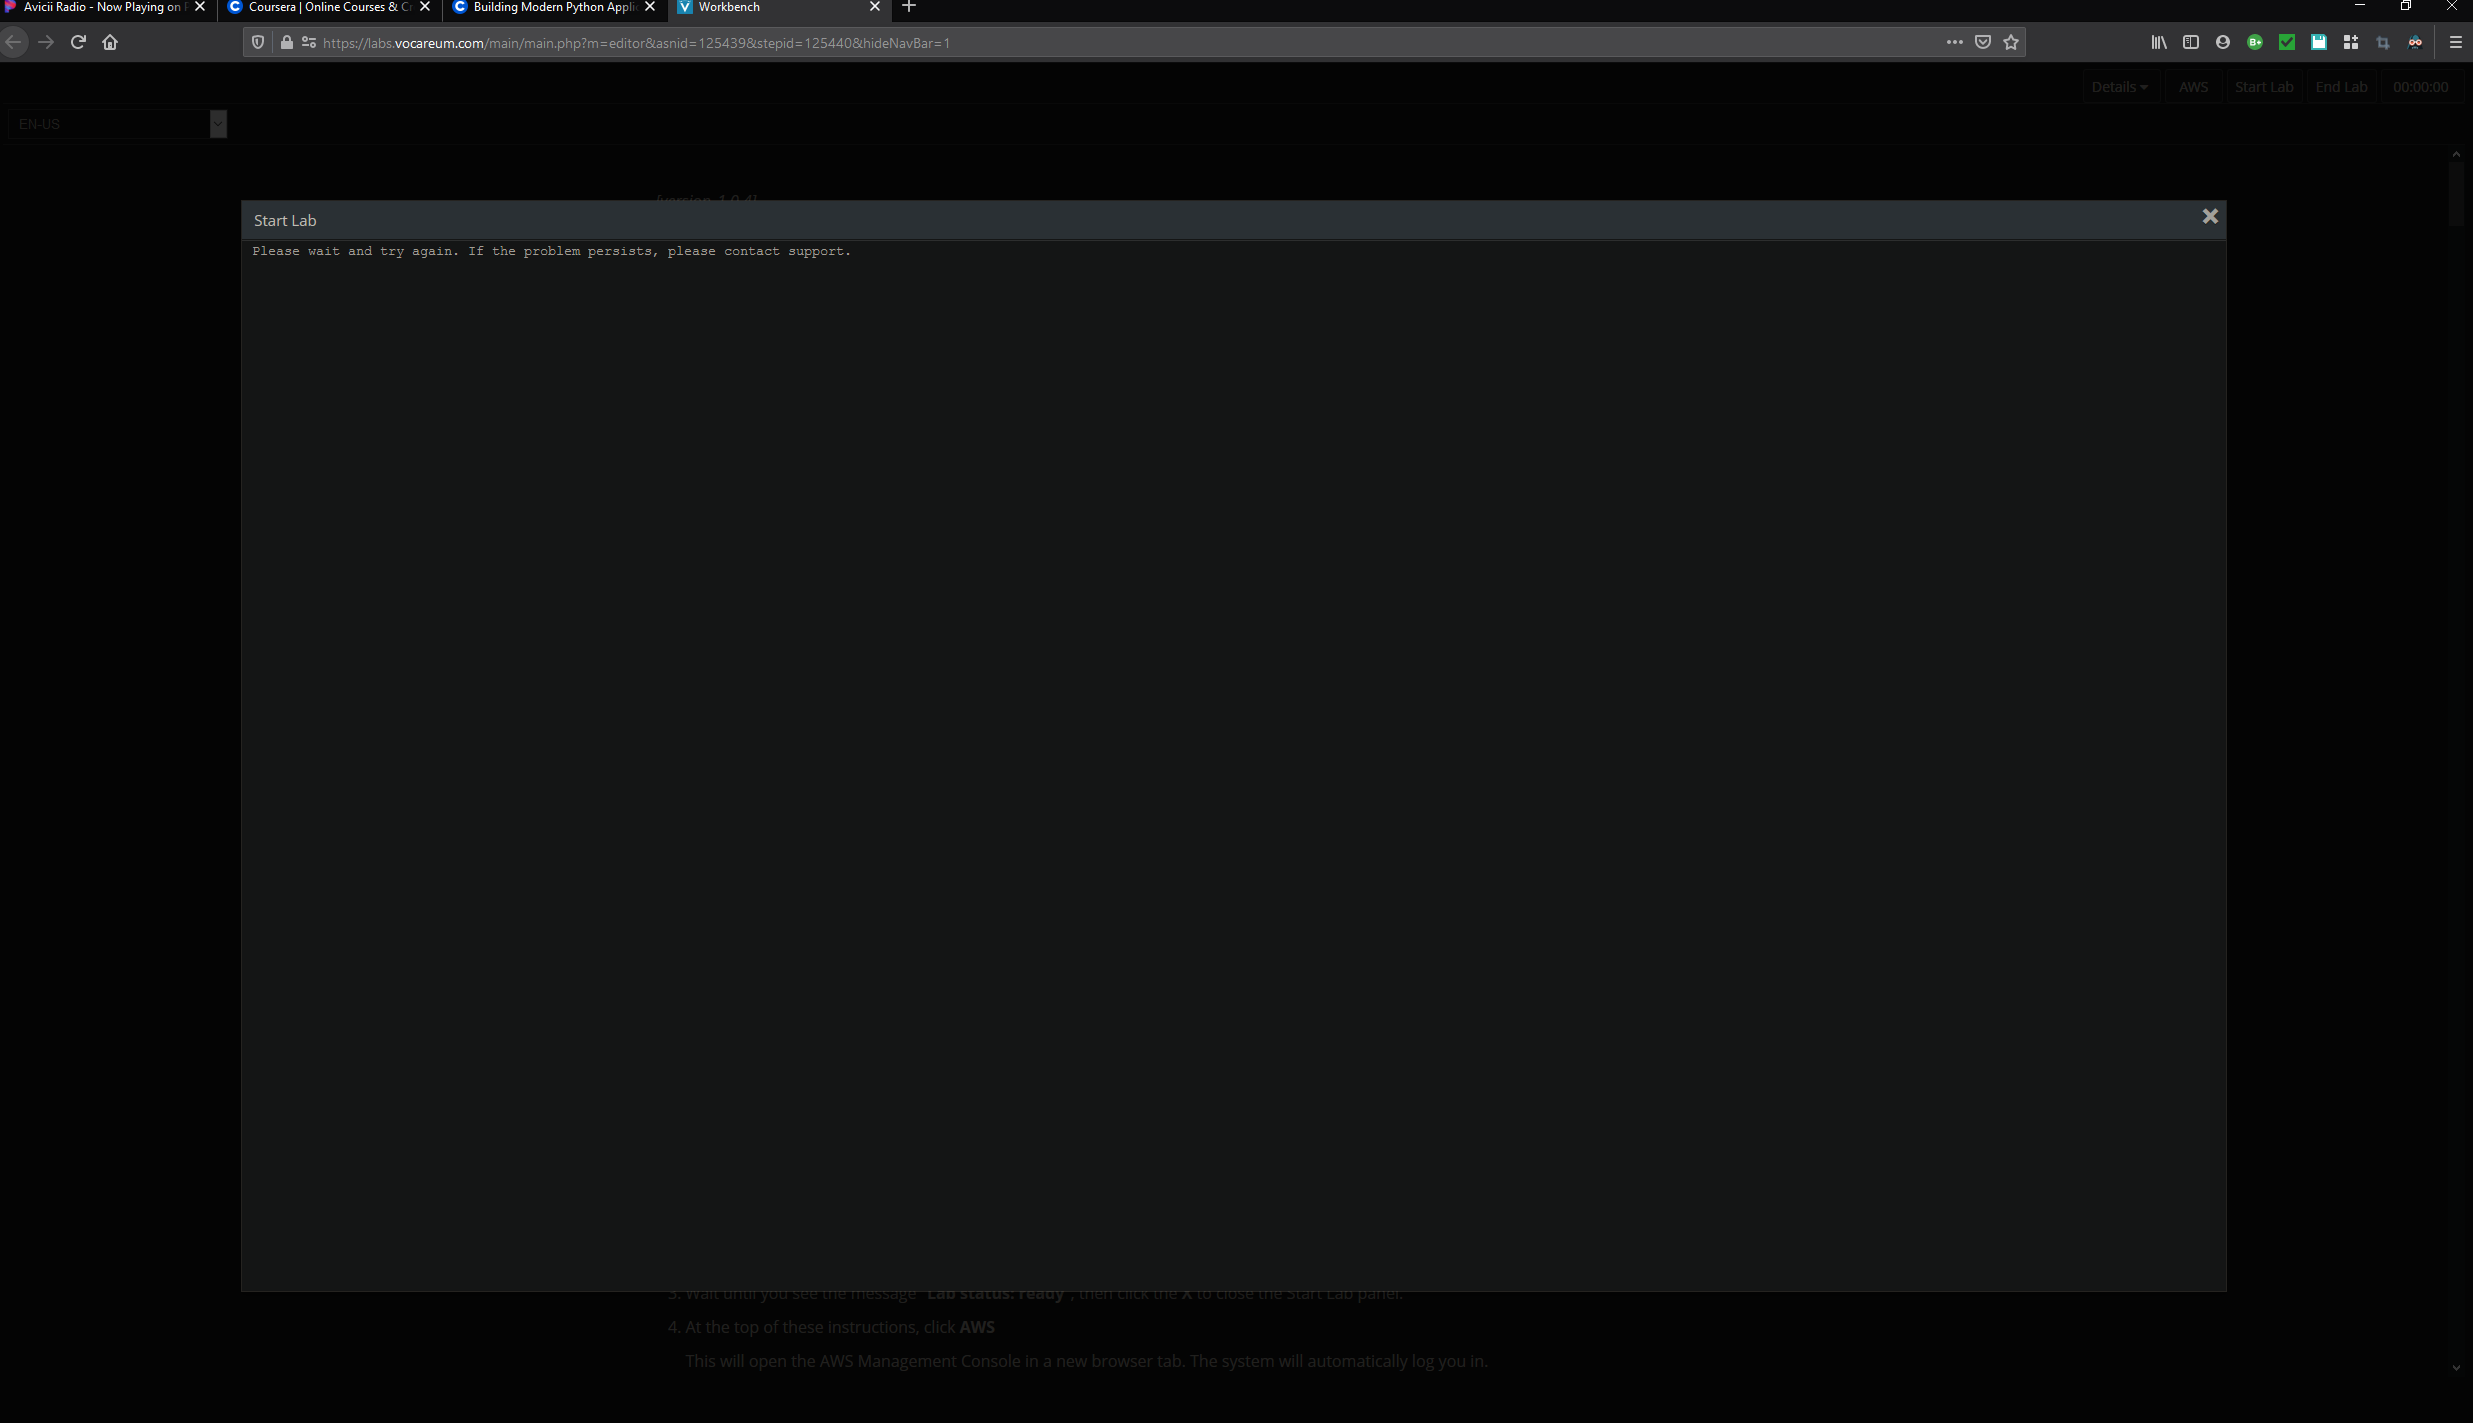 Avicii Radio - Now Playing on
Coursera | Online Courses & C
Building Modern Python Appli
Workbench
https://labs.vocareum.com/main/main.php?m=editor&asnid=125439&stepid=125440&hideNavBar=1
Details
AWS
Start Lab
End Lab
00:00:00
EN-US
[version_1.0.4]
Start Lab
Please wait and try again. If the problem persists, please contact support.
3. Wait until you see the message "Lab status: ready", then click the X to close the Start Lab panel.
4. At the top of these instructions, click AWS
This will open the AWS Management Console in a new browser tab. The system will automatically log you in.